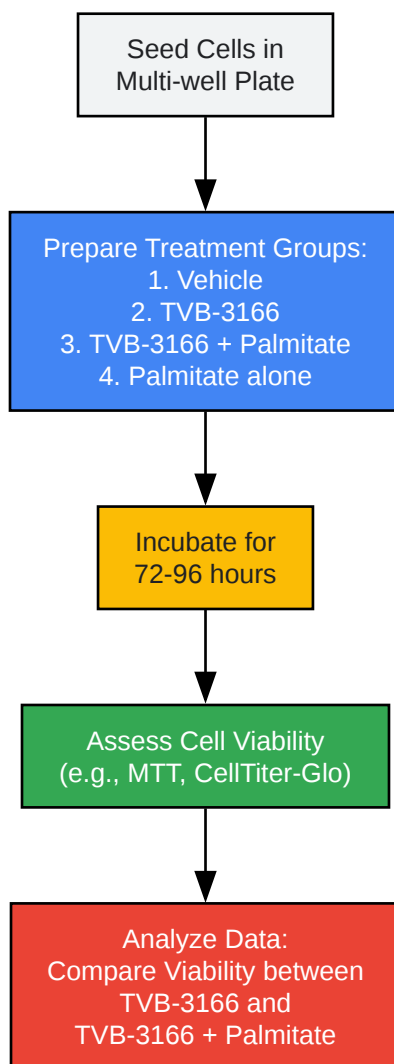 Seed Cells in
Multi-well Plate
Prepare Treatment Groups:
1. Vehicle
2. TVB-3166
3. TVB-3166 + Palmitate
4. Palmitate alone
Incubate for
72-96 hours
Assess Cell Viability
(e.g., MTT, CellTiter-Glo)
Analyze Data:
Compare Viability between
TVB-3166 and
TVB-3166 + Palmitate